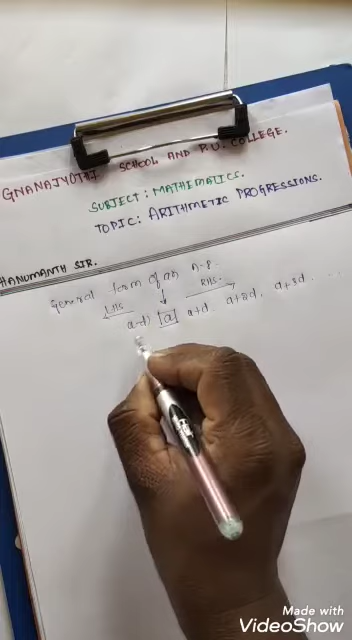 GNANAJYOTHI SCHOOL AND P.U. COLLEGE.
SUBJECT: MATHEMATICS.
TOPIC: ARITHMETIC PROGRESSIONS.
HANUMANTH SIR.
General form of an A.P.
LHS RHS.
a-d, [a] a+d, a+2d, a+3d. . . .
Made with
VideoShow